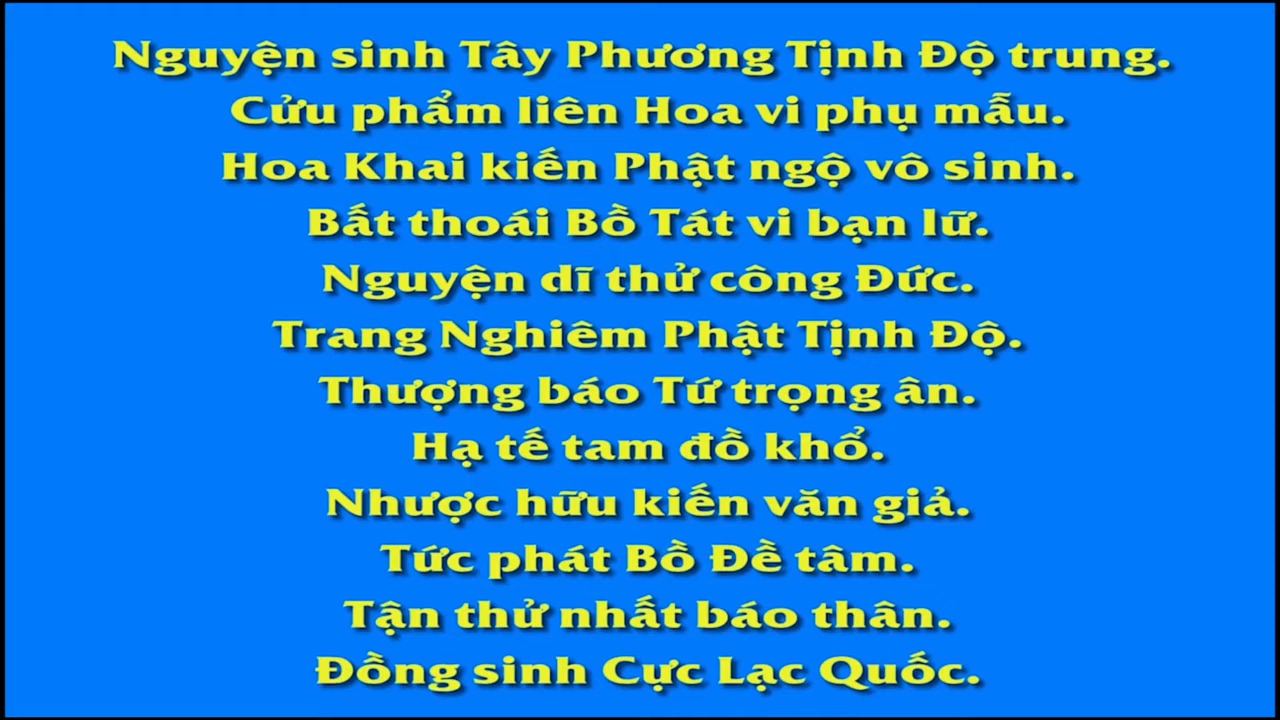 Nguyện sinh Tây Phương Tịnh Độ trung.
Cửu phẩm liên Hoa vi phụ mẫu.
Hoa Khai kiến Phật ngộ vô sinh.
Bất thoái Bồ Tát vi bạn lữ.
Nguyện dĩ thử công Đức.
Trang Nghiêm Phật Tịnh Độ.
Thượng báo Tứ trọng ân.
Hạ tế tam đồ khổ.
Nhược hữu kiến văn giả.
Tức phát Bồ Đề tâm.
Tận thử nhất báo thân.
Đồng sinh Cực Lạc Quốc.